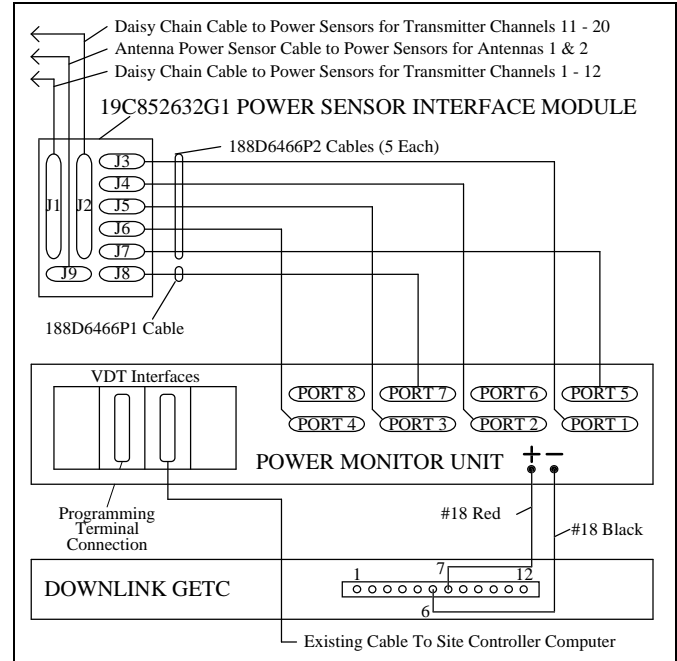 Daisy Chain Cable to Power Sensors for Transmitter Channels 11 - 20
Antenna Power Sensor Cable to Power Sensors for Antennas 1 & 2
Daisy Chain Cable to Power Sensors for Transmitter Channels 1 - 12
19C852632G1 POWER SENSOR INTERFACE MODULE
188D6466P2 Cables (5 Each)
J1
J2
J3
J4
J5
J6
J7
J9
J8
188D6466P1 Cable
VDT Interfaces
PORT 8
PORT 7
PORT 6
PORT 5
PORT 4
PORT 3
PORT 2
PORT 1
POWER MONITOR UNIT
+ −
Programming
Terminal
Connection
#18 Red
#18 Black
DOWNLINK GETC
1
7
12
6
Existing Cable To Site Controller Computer